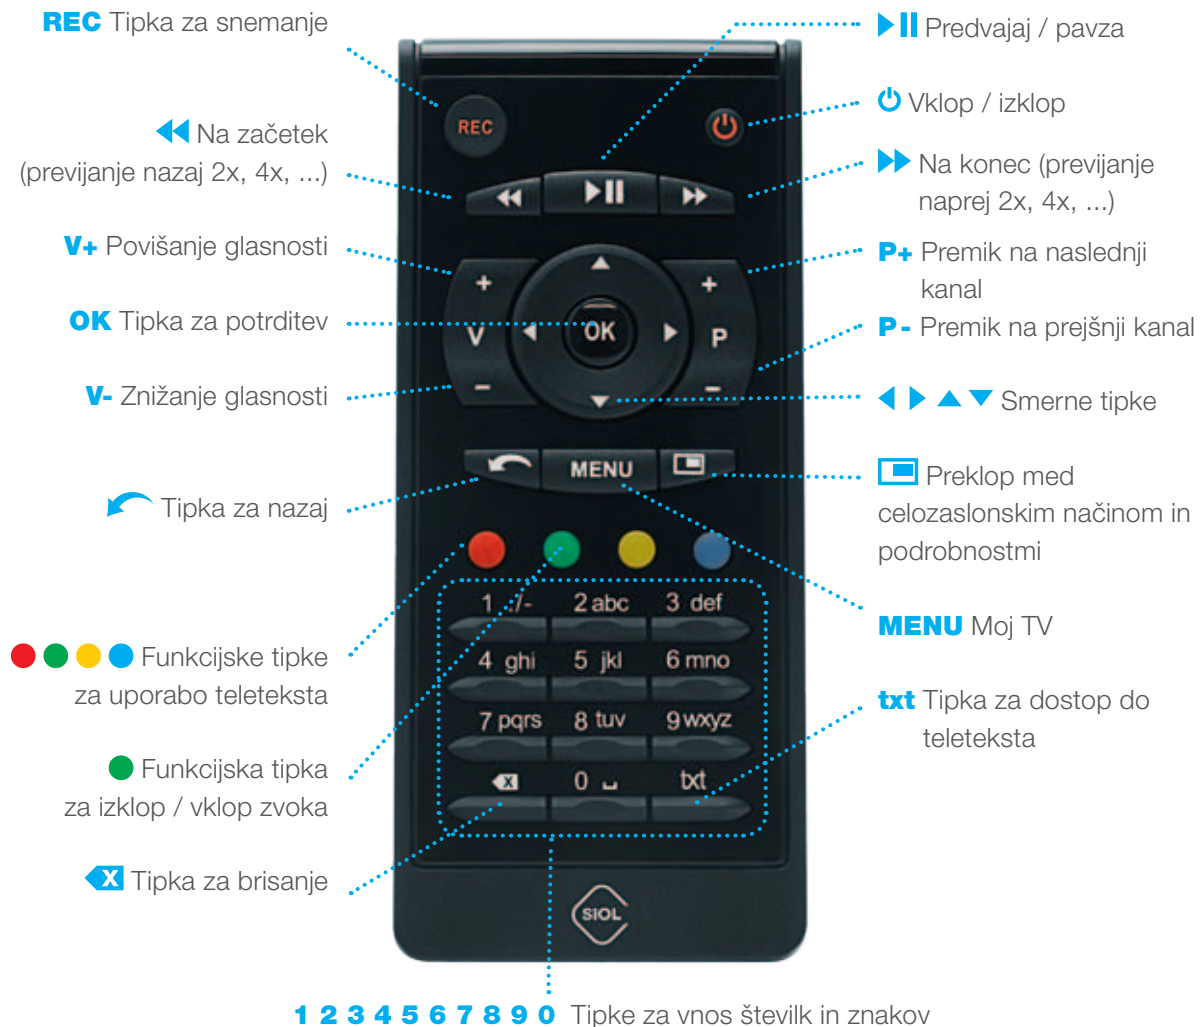 REC Tipka za snemanje
Na začetek
(previjanje nazaj 2x, 4x, ...)
V+ Povišanje glasnosti
OK Tipka za potrditev
V- Znižanje glasnosti
Tipka za nazaj
Funkcijske tipke
za uporabo teleteksta
Funkcijska tipka
za izklop / vklop zvoka
Tipka za brisanje
REC
+
V
-
OK
+
P
-
MENU
1 ./-
2 abc
3 def
4 ghi
5 jkl
6 mno
7 pqrs
8 tuv
9 wxyz
X
0 ⎵
txt
SIOL
Predvajaj / pavza
Vklop / izklop
Na konec (previjanje
naprej 2x, 4x, ...)
P+ Premik na naslednji
kanal
P - Premik na prejšnji kanal
Smerne tipke
Preklop med
celozaslonskim načinom in
podrobnostmi
MENU Moj TV
txt Tipka za dostop do
teleteksta
1 2 3 4 5 6 7 8 9 0 Tipke za vnos številk in znakov